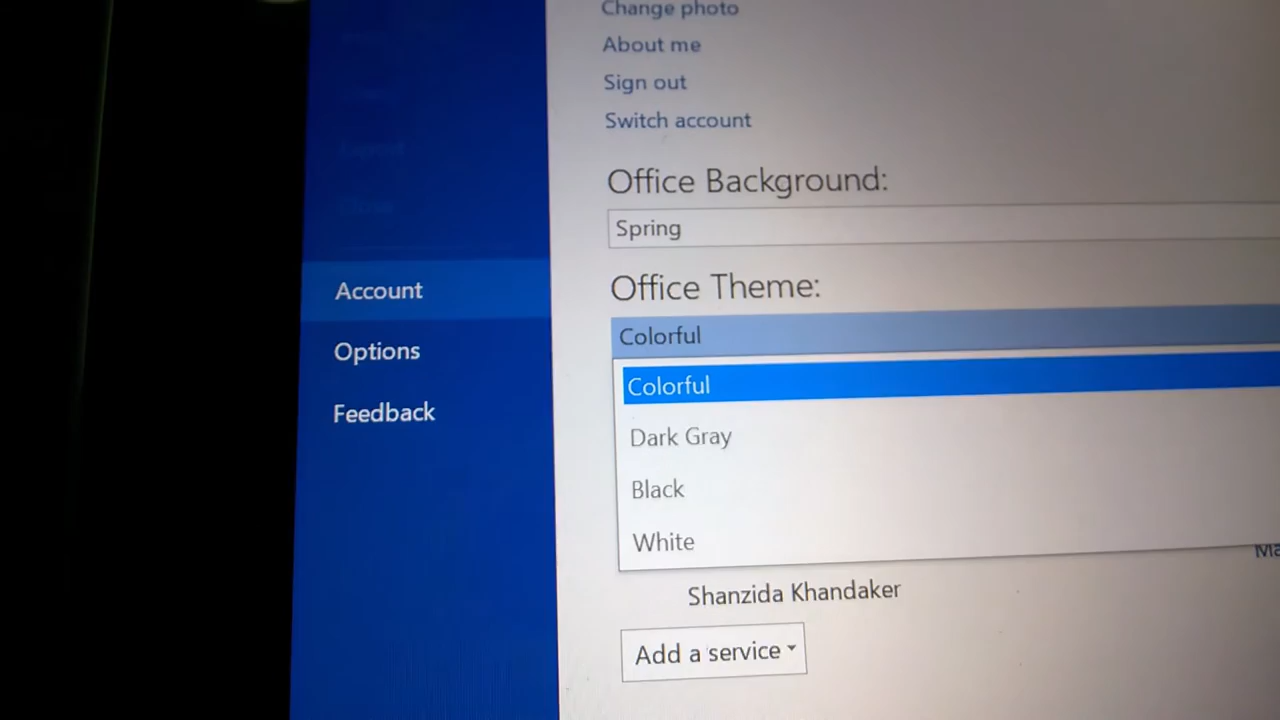 Change photo
About me
Sign out
Switch account
Office Background:
Spring
Office Theme:
Colorful
Colorful
Dark Gray
Black
White
Shanzida Khandaker
Add a service
Account
Options
Feedback